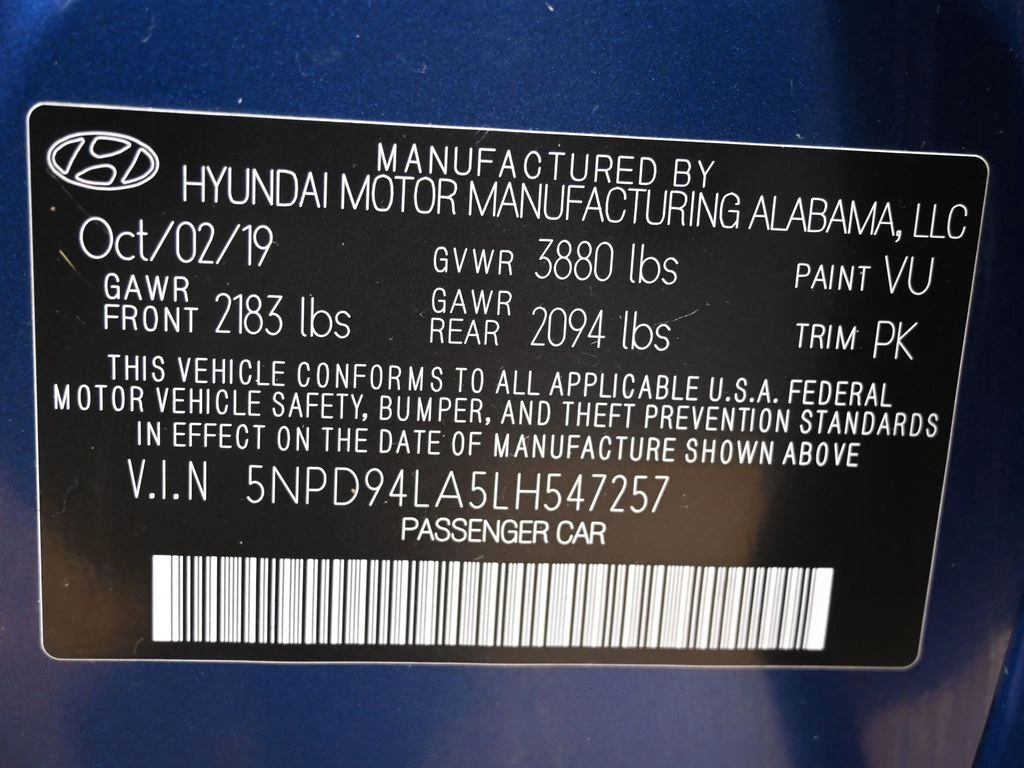 MANUFACTURED BY
HYUNDAI MOTOR MANUFACTURING ALABAMA, LLC
Oct/02/19 GVWR 3880 lbs PAINT VU
GAWR FRONT 2183 lbs GAWR REAR 2094 lbs TRIM PK
THIS VEHICLE CONFORMS TO ALL APPLICABLE U.S.A. FEDERAL
MOTOR VEHICLE SAFETY, BUMPER, AND THEFT PREVENTION STANDARDS
IN EFFECT ON THE DATE OF MANUFACTURE SHOWN ABOVE
V.I.N 5NPD94LA5LH547257
PASSENGER CAR